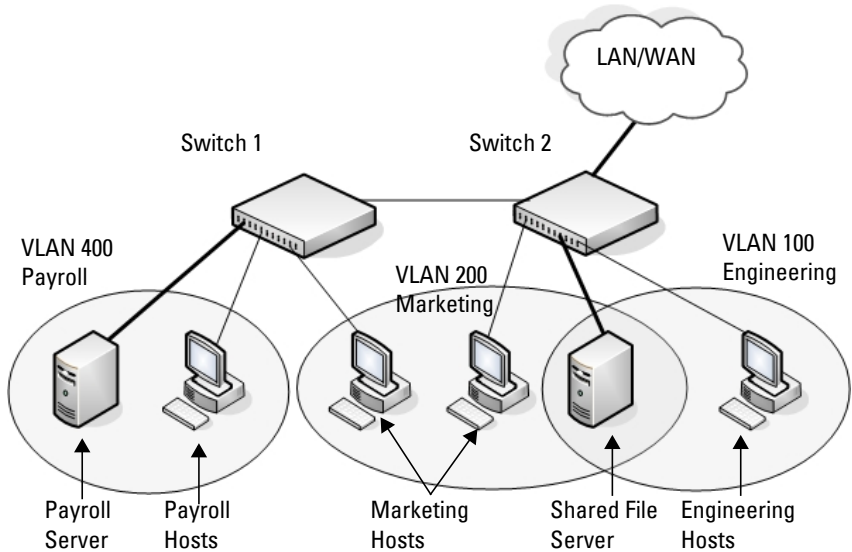 LAN/WAN
Switch 1
Switch 2
VLAN 400
Payroll
VLAN 200
Marketing
VLAN 100
Engineering
Payroll
Server
Payroll
Hosts
Marketing
Hosts
Shared File
Server
Engineering
Hosts